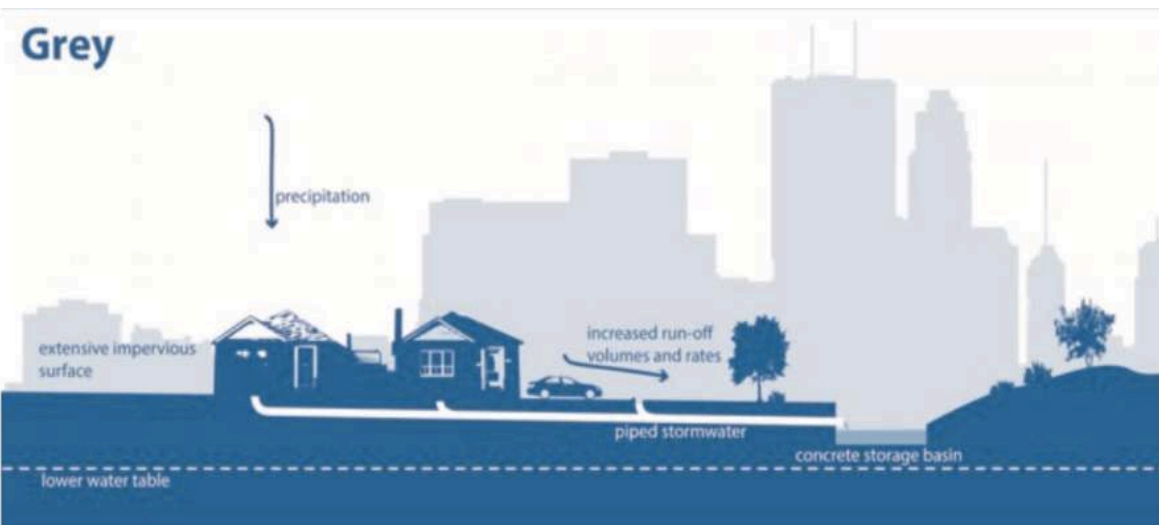 Grey
precipitation
extensive impervious
surface
increased run-off
volumes and rates
piped stormwater
concrete storage basin
lower water table